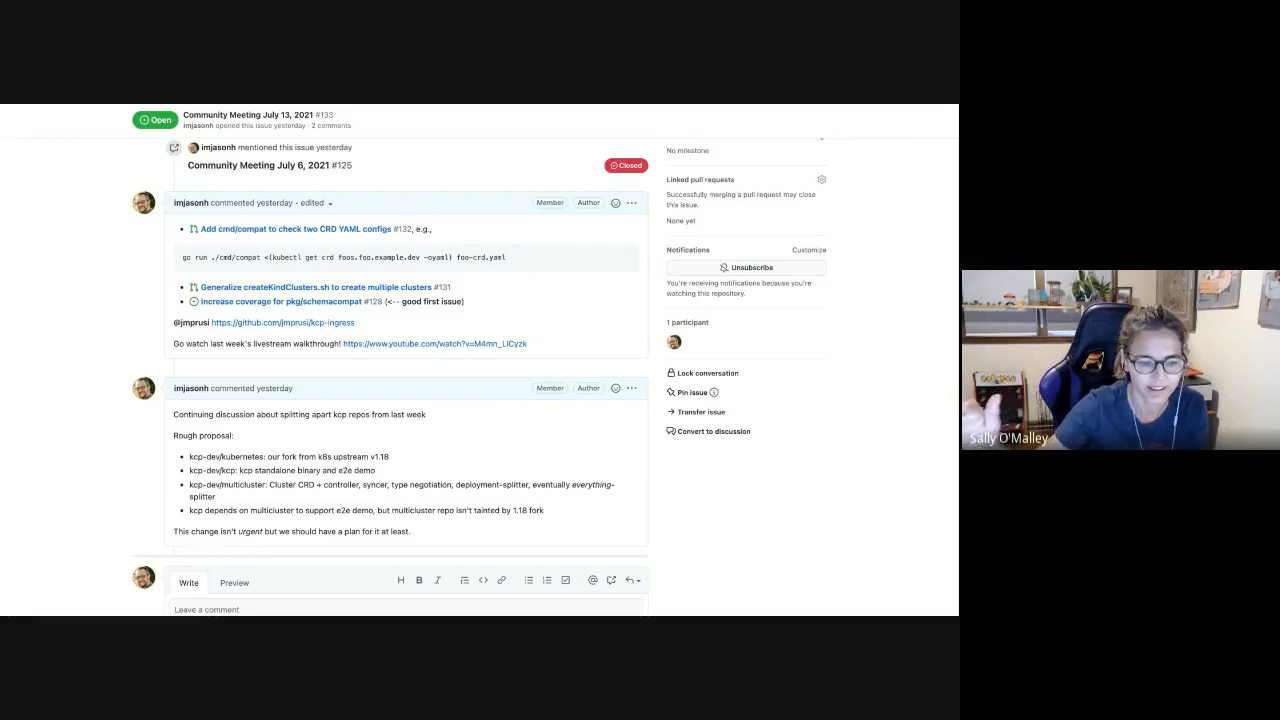 Open
Community Meeting July 13, 2021 #133
imjasonh opened this issue yesterday · 2 comments
imjasonh mentioned this issue yesterday
Community Meeting July 6, 2021 #125
Closed
imjasonh commented yesterday · edited
Member
Author
Add cmd/compat to check two CRD YAML configs #132, e.g.,
go run ./cmd/compat <(kubectl get crd foos.foo.example.dev -oyaml) foo-crd.yaml
Generalize createKindClusters.sh to create multiple clusters #131
Increase coverage for pkg/schemacompat #128 (<-- good first issue)
@jmprusi https://github.com/jmprusi/kcp-ingress
Go watch last week's livestream walkthrough! https://www.youtube.com/watch?v=M4mn_LlCyzk
imjasonh commented yesterday
Member
Author
Continuing discussion about splitting apart kcp repos from last week
Rough proposal:
kcp-dev/kubernetes: our fork from k8s upstream v1.18
kcp-dev/kcp: kcp standalone binary and e2e demo
kcp-dev/multicluster: Cluster CRD + controller, syncer, type negotiation, deployment-splitter, eventually everything-
splitter
kcp depends on multicluster to support e2e demo, but multicluster repo isn't tainted by 1.18 fork
This change isn't urgent but we should have a plan for it at least.
Write
Preview
Leave a comment
No milestone
Linked pull requests
Successfully merging a pull request may close
this issue.
None yet
Notifications
Customize
Unsubscribe
You're receiving notifications because you're
watching this repository.
1 participant
Lock conversation
Pin issue
Transfer issue
Convert to discussion
Sally O'Malley